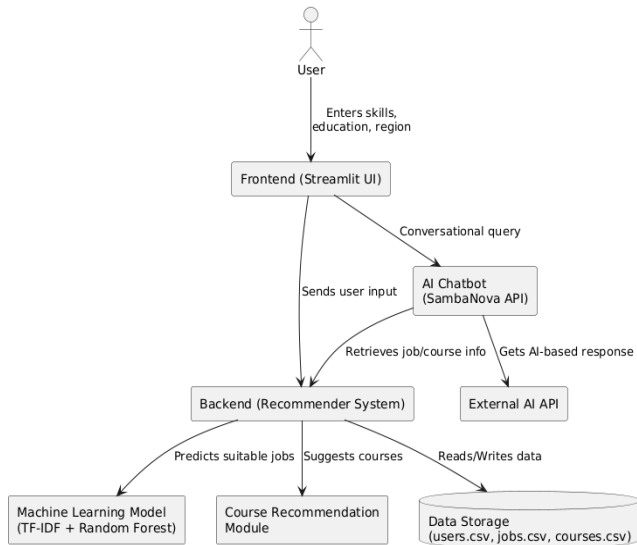 User
Enters skills,
education, region
Frontend (Streamlit UI)
Conversational query
AI Chatbot
(SambaNova API)
Sends user input
Retrieves job/course info
Gets AI-based response
Backend (Recommender System)
External AI API
Predicts suitable jobs
Suggests courses
Reads/Writes data
Machine Learning Model
(TF-IDF + Random Forest)
Course Recommendation
Module
Data Storage
(users.csv, jobs.csv, courses.csv)